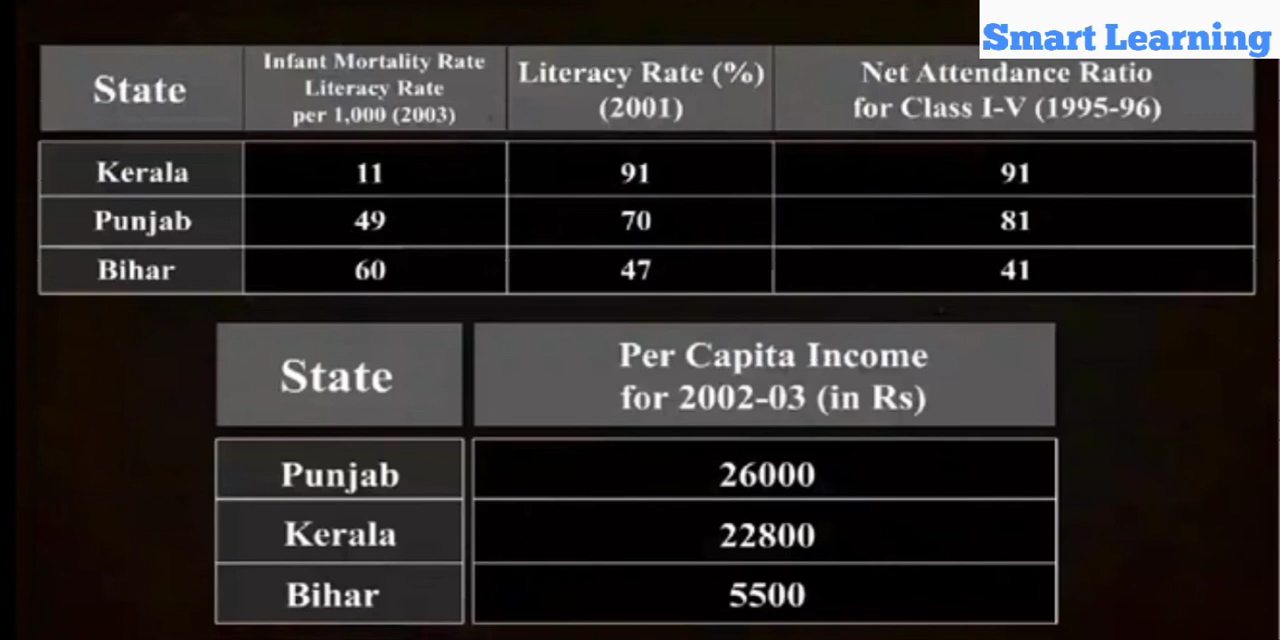 Smart Learning
State
Infant Mortality Rate
Literacy Rate
per 1,000 (2003)
Literacy Rate (%)
(2001)
Net Attendance Ratio
for Class I-V (1995-96)
Kerala 11 91 91
Punjab 49 70 81
Bihar 60 47 41
State
Per Capita Income
for 2002-03 (in Rs)
Punjab 26000
Kerala 22800
Bihar 5500